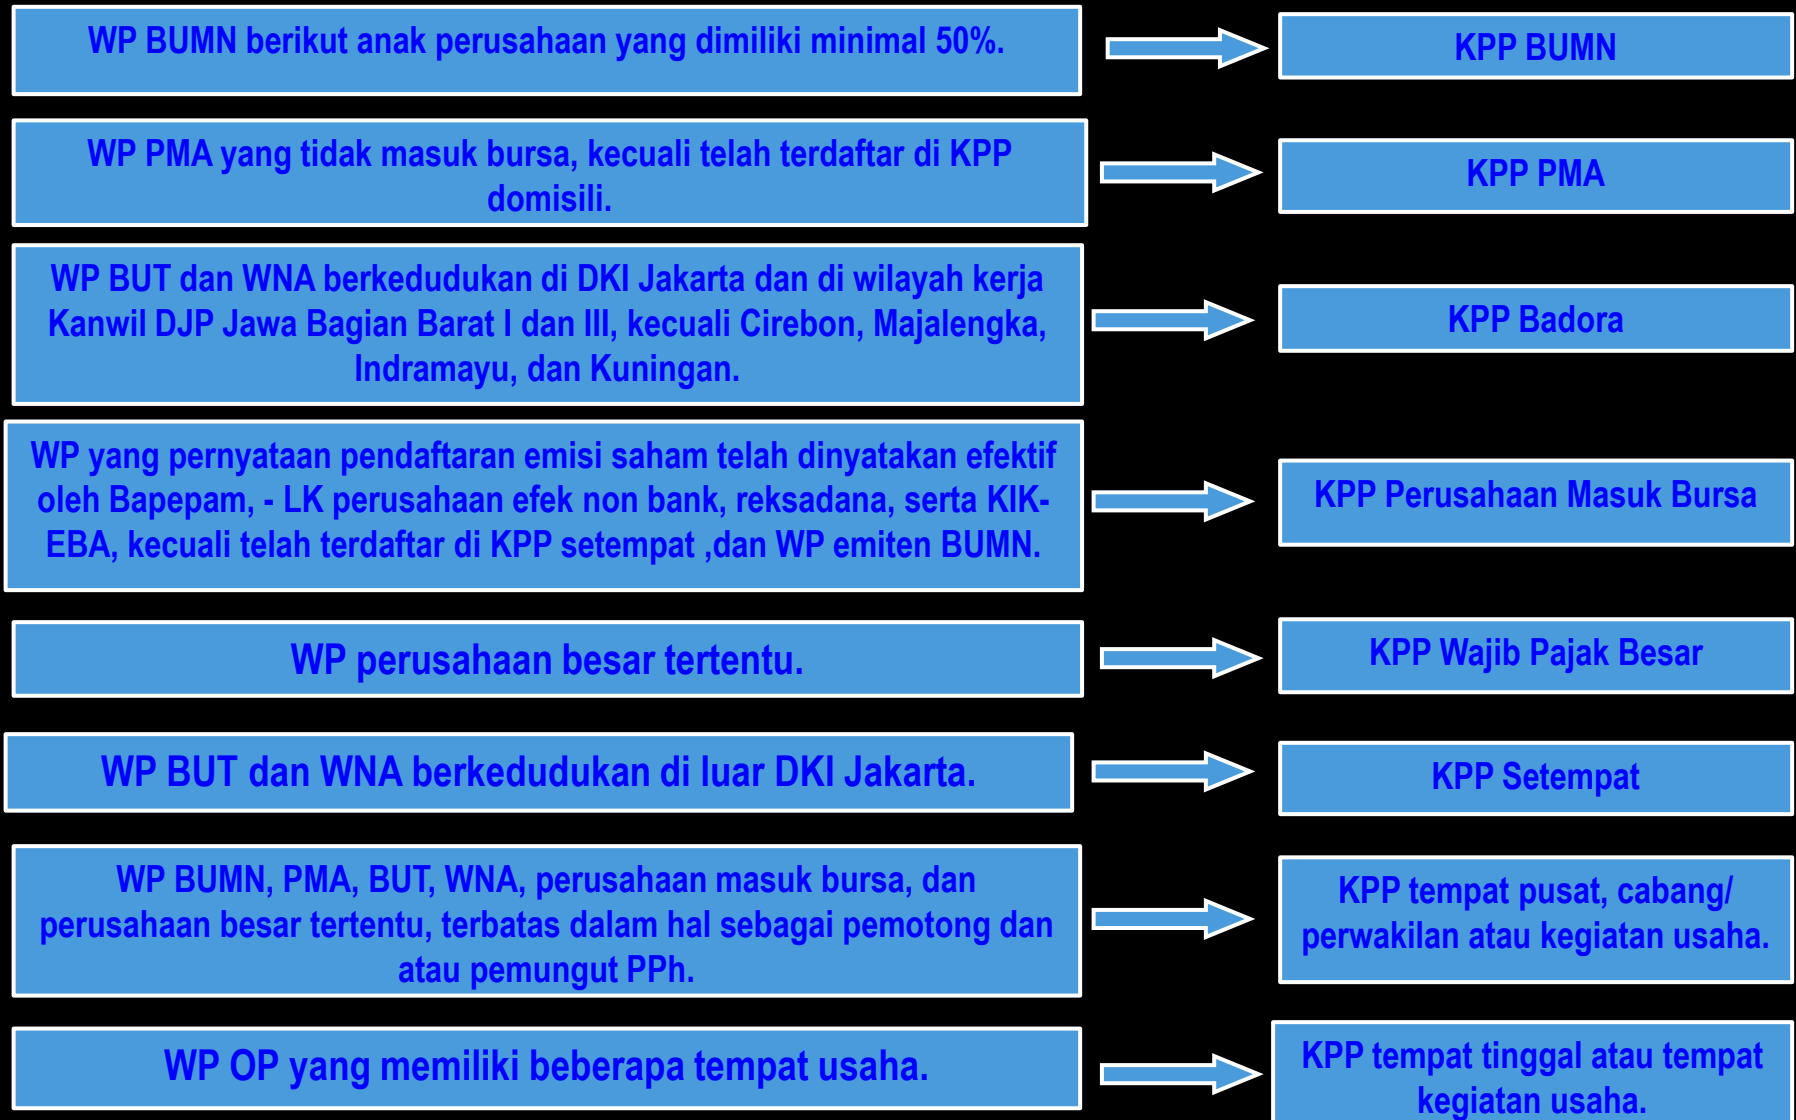 WP BUMN berikut anak perusahaan yang dimiliki minimal 50%.
KPP BUMN
WP PMA yang tidak masuk bursa, kecuali telah terdaftar di KPP
domisili.
KPP PMA
WP BUT dan WNA berkedudukan di DKI Jakarta dan di wilayah kerja
Kanwil DJP Jawa Bagian Barat I dan III, kecuali Cirebon, Majalengka,
Indramayu, dan Kuningan.
KPP Badora
WP yang pernyataan pendaftaran emisi saham telah dinyatakan efektif
oleh Bapepam, - LK perusahaan efek non bank, reksadana, serta KIK-
EBA, kecuali telah terdaftar di KPP setempat ,dan WP emiten BUMN.
KPP Perusahaan Masuk Bursa
WP perusahaan besar tertentu.
KPP Wajib Pajak Besar
WP BUT dan WNA berkedudukan di luar DKI Jakarta.
KPP Setempat
WP BUMN, PMA, BUT, WNA, perusahaan masuk bursa, dan
perusahaan besar tertentu, terbatas dalam hal sebagai pemotong dan
atau pemungut PPh.
KPP tempat pusat, cabang/
perwakilan atau kegiatan usaha.
WP OP yang memiliki beberapa tempat usaha.
KPP tempat tinggal atau tempat
kegiatan usaha.